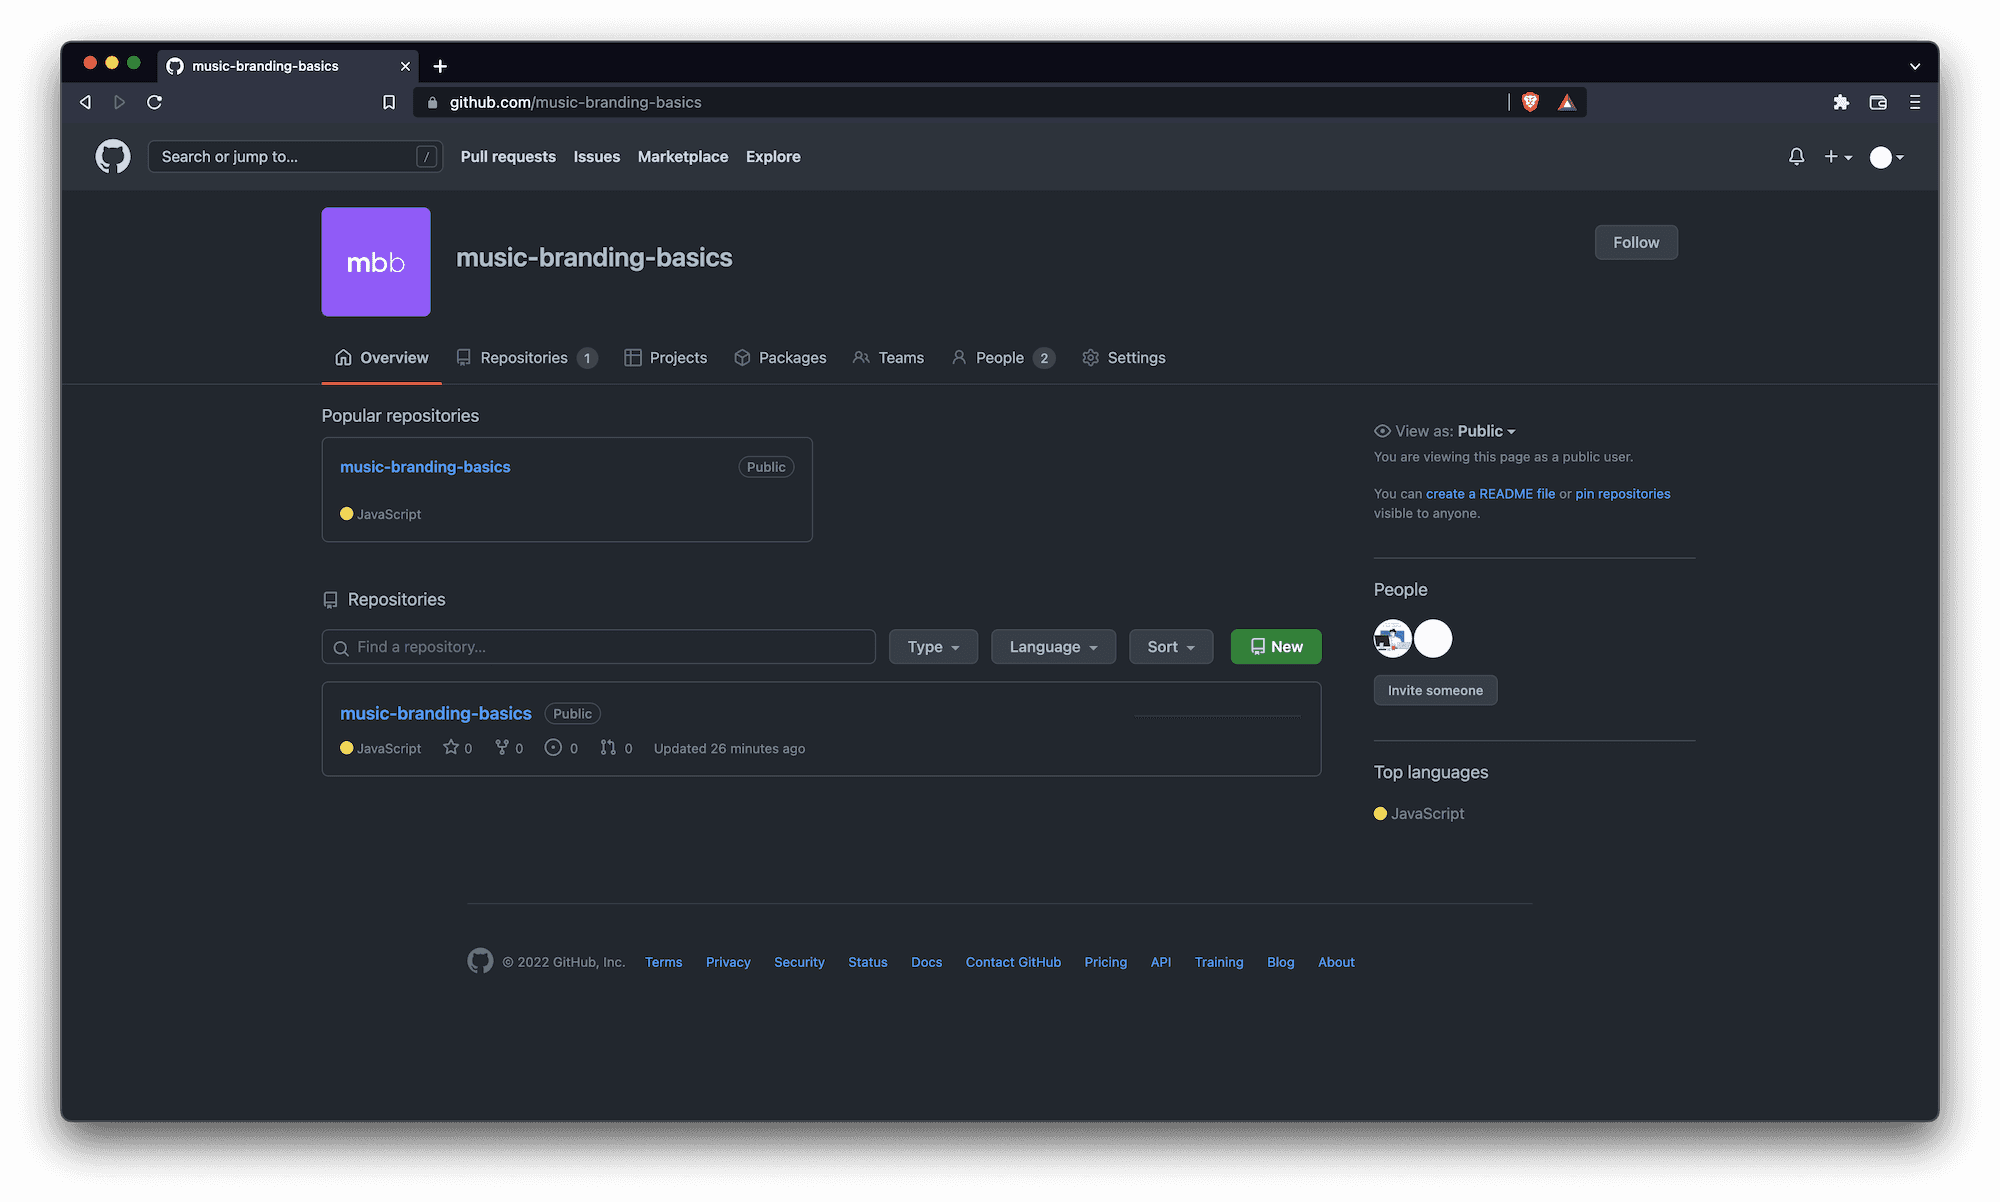 music-branding-basics
github.com/music-branding-basics
Search or jump to... / Pull requests Issues Marketplace Explore
mbb
music-branding-basics
Follow
Overview Repositories 1 Projects Packages Teams People 2 Settings
Popular repositories
music-branding-basics Public
JavaScript
Repositories
Find a repository... Type Language Sort New
music-branding-basics Public
JavaScript 0 0 0 0 Updated 26 minutes ago
View as: Public
You are viewing this page as a public user.
You can create a README file or pin repositories
visible to anyone.
People
Invite someone
Top languages
JavaScript
© 2022 GitHub, Inc. Terms Privacy Security Status Docs Contact GitHub Pricing API Training Blog About